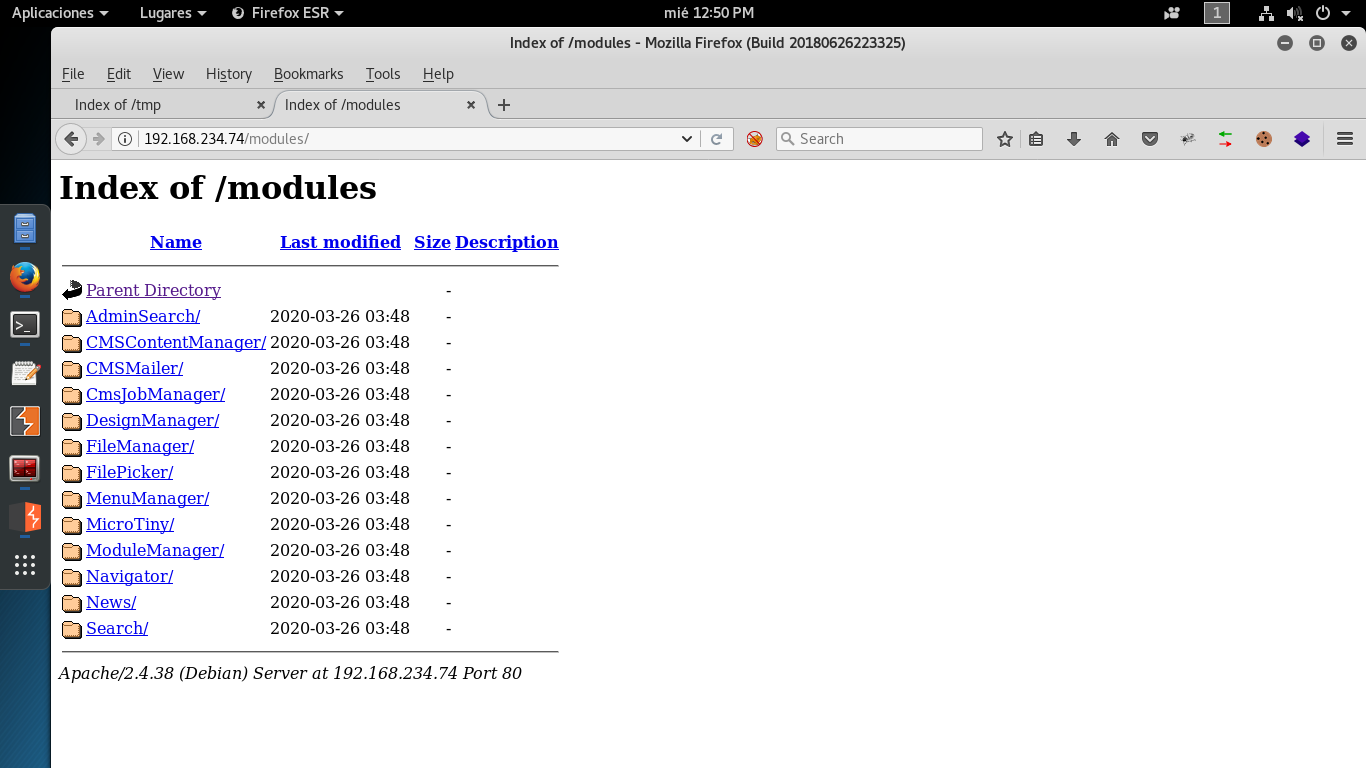 Aplicaciones Lugares Firefox ESR mié 12:50 PM 1
Index of /modules - Mozilla Firefox (Build 20180626223325)
File Edit View History Bookmarks Tools Help
Index of /tmp Index of /modules
192.168.234.74/modules/ Search
Index of /modules
Name Last modified Size Description
Parent Directory -
AdminSearch/ 2020-03-26 03:48 -
CMSContentManager/ 2020-03-26 03:48 -
CMSMailer/ 2020-03-26 03:48 -
CmsJobManager/ 2020-03-26 03:48 -
DesignManager/ 2020-03-26 03:48 -
FileManager/ 2020-03-26 03:48 -
FilePicker/ 2020-03-26 03:48 -
MenuManager/ 2020-03-26 03:48 -
MicroTiny/ 2020-03-26 03:48 -
ModuleManager/ 2020-03-26 03:48 -
Navigator/ 2020-03-26 03:48 -
News/ 2020-03-26 03:48 -
Search/ 2020-03-26 03:48 -
Apache/2.4.38 (Debian) Server at 192.168.234.74 Port 80